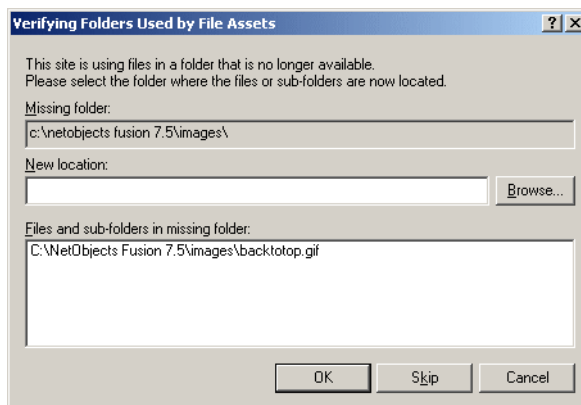 Verifying Folders Used by File Assets
This site is using files in a folder that is no longer available.
Please select the folder where the files or sub-folders are now located.
Missing folder:
c:\netobjects fusion 7.5\images\
New location:
Browse...
Files and sub-folders in missing folder:
C:\NetObjects Fusion 7.5\images\backtotop.gif
OK
Skip
Cancel